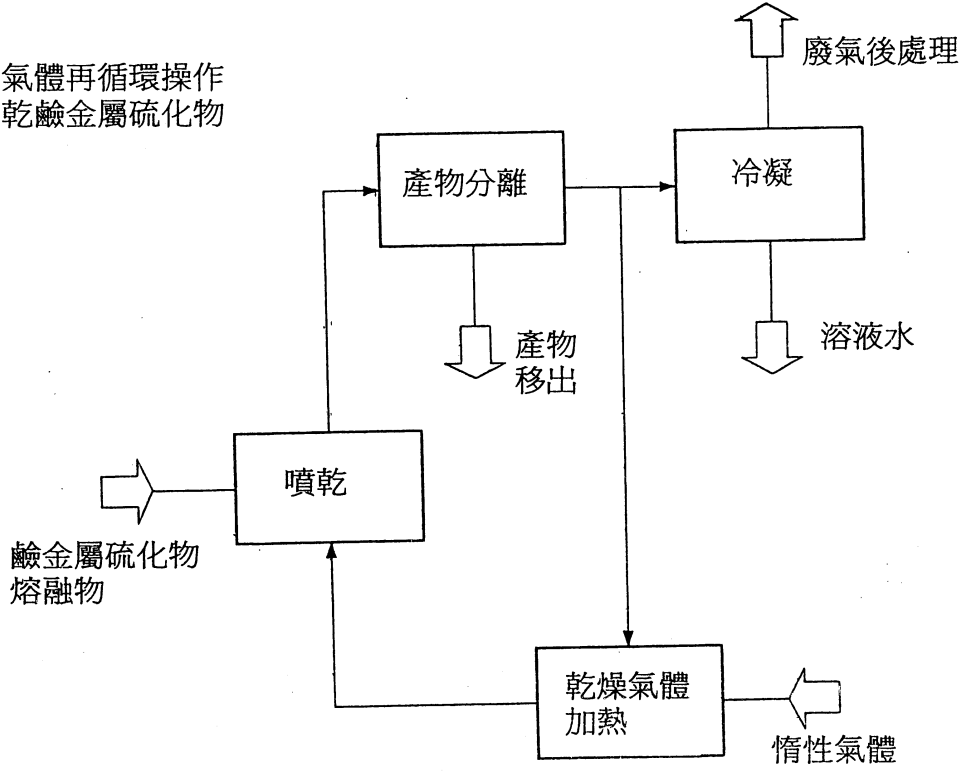 氣體再循環操作
乾鹼金屬硫化物
廢氣後處理
產物分離
冷凝
產物
移出
溶液水
噴乾
鹼金屬硫化物
熔融物
乾燥氣體
加熱
惰性氣體